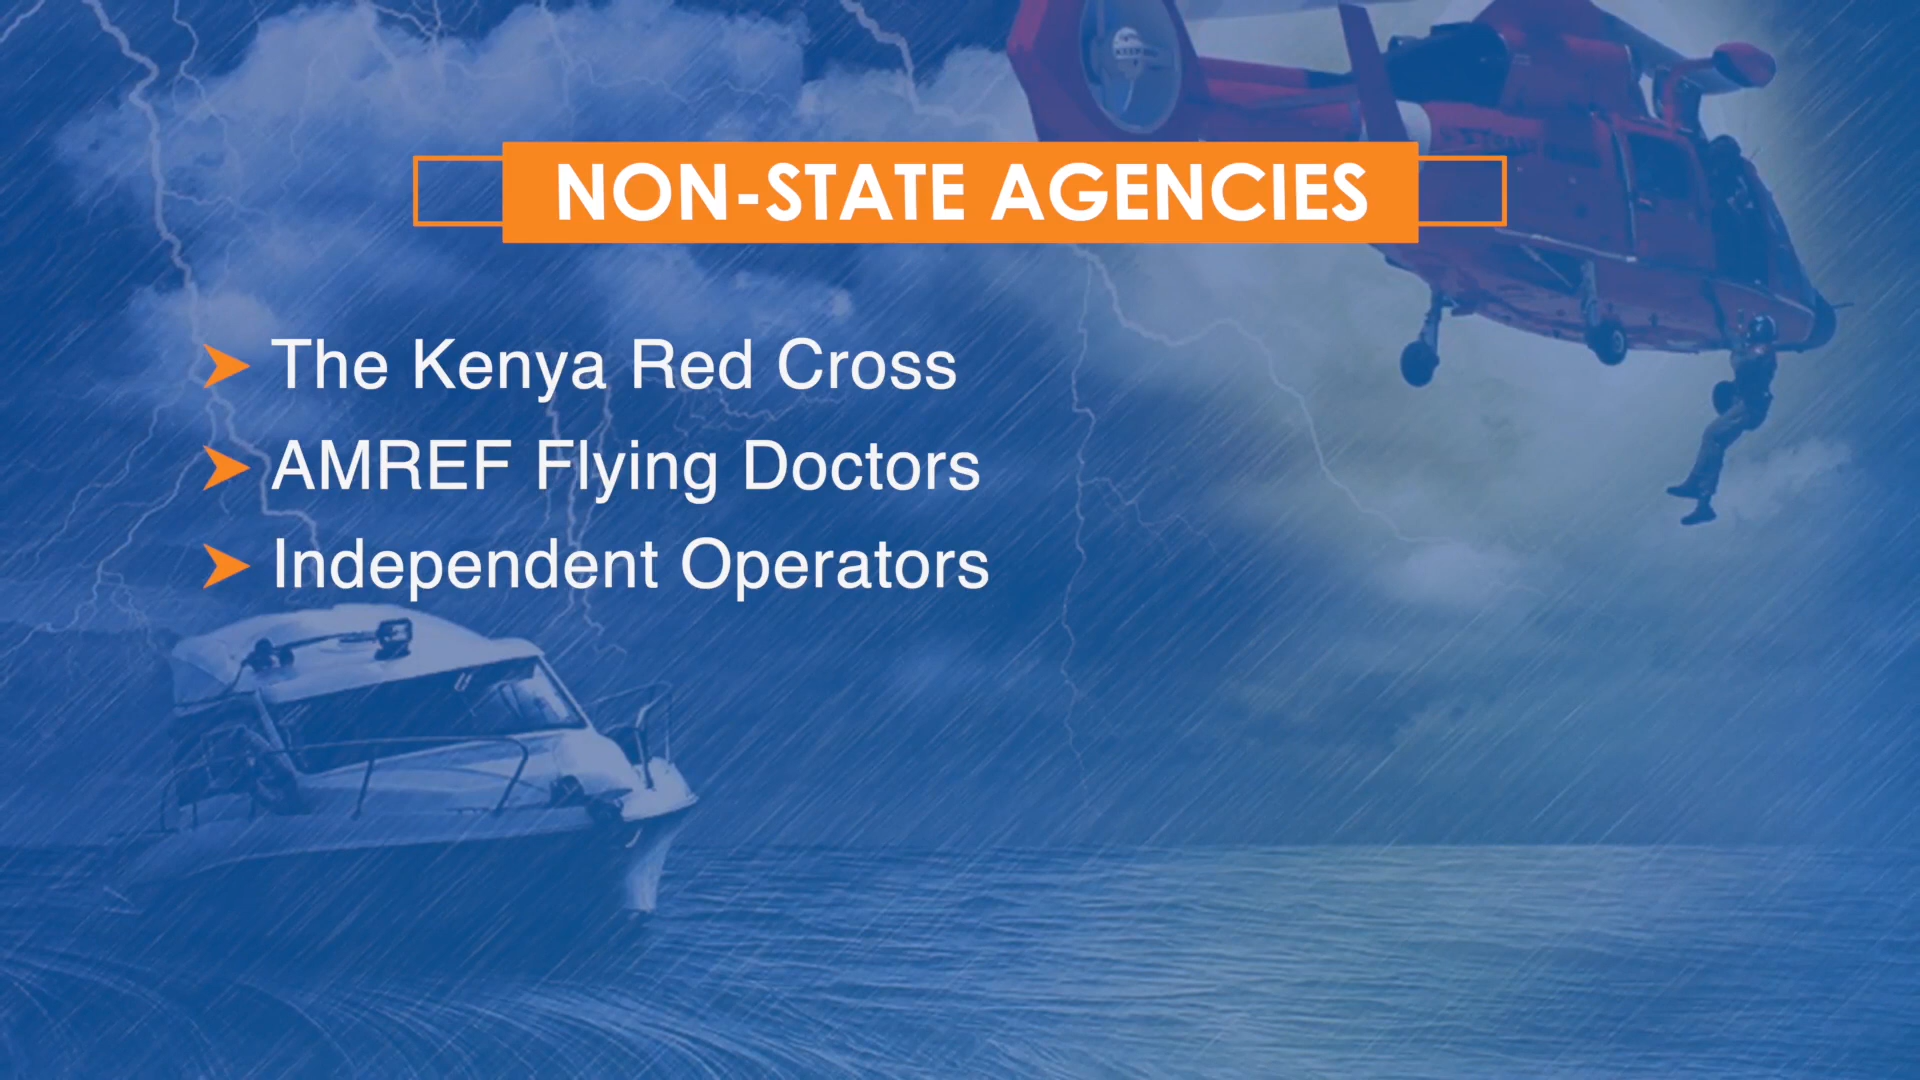 NON-STATE AGENCIES
The Kenya Red Cross
AMREF Flying Doctors
Independent Operators